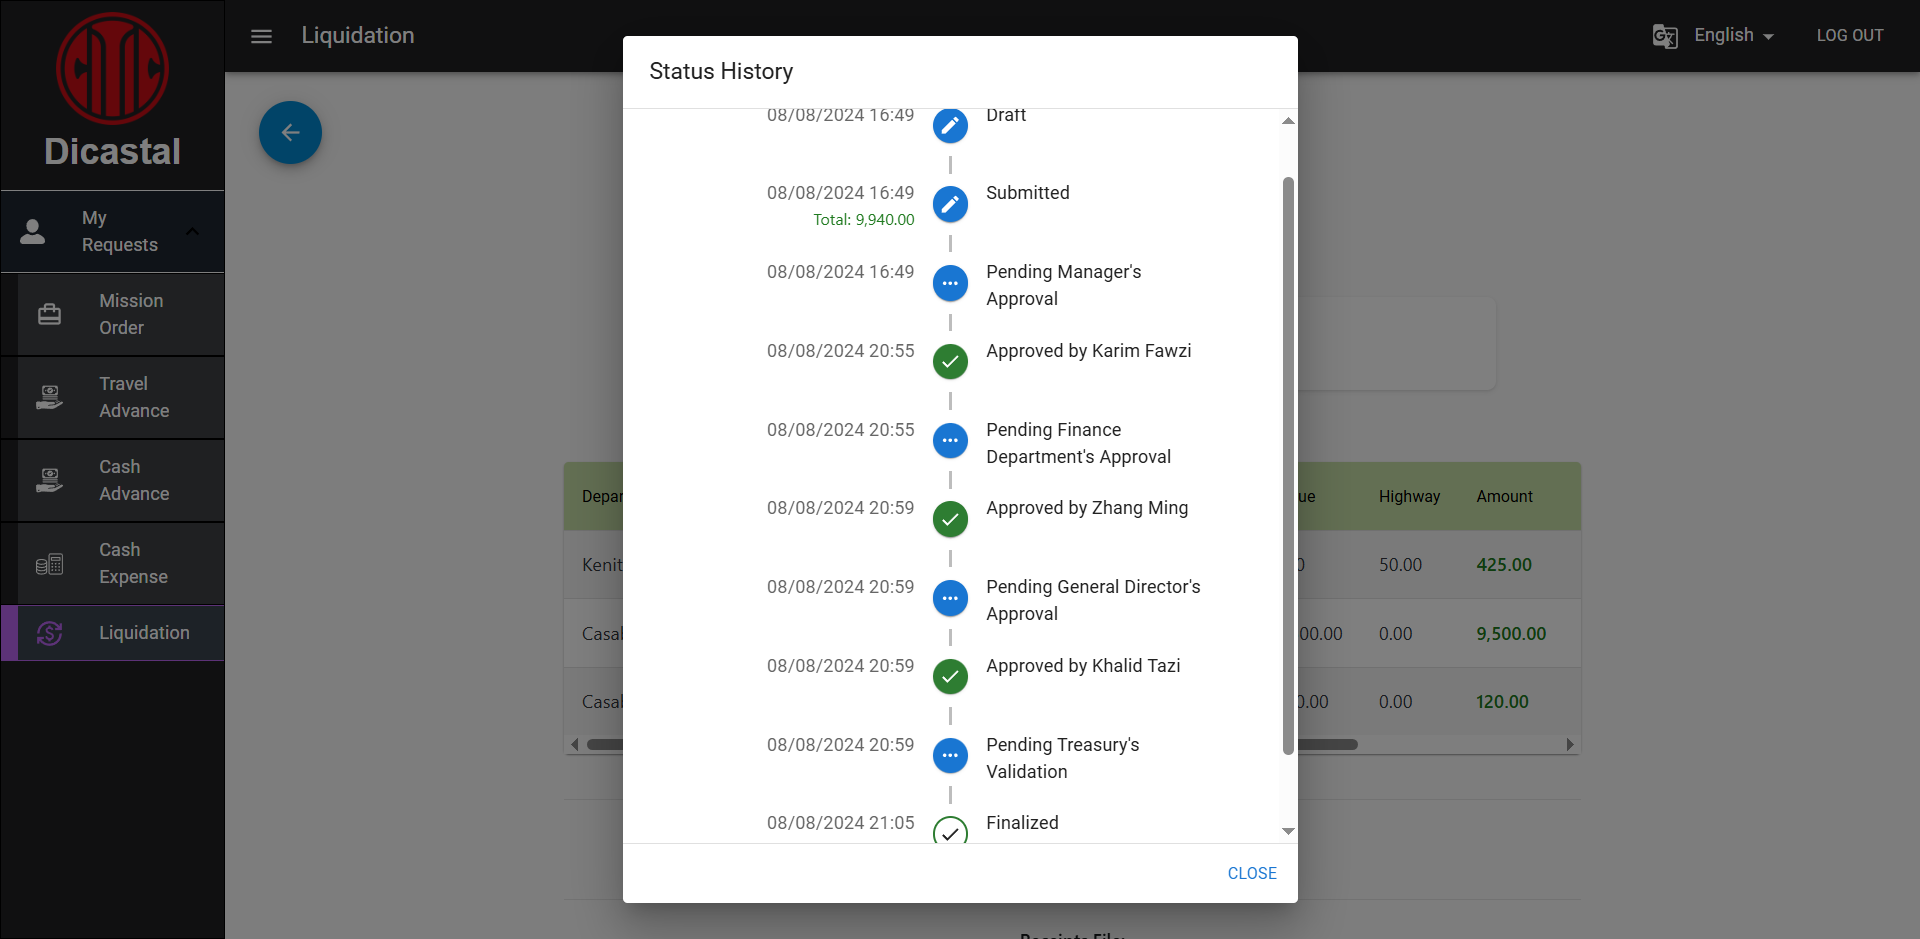 Dicastal
Liquidation
English
LOG OUT
My
Requests
Mission
Order
Travel
Advance
Cash
Advance
Cash
Expense
Liquidation
Status History
08/08/2024 16:49 Draft
08/08/2024 16:49 Submitted
Total: 9,940.00
08/08/2024 16:49 Pending Manager's
Approval
08/08/2024 20:55 Approved by Karim Fawzi
08/08/2024 20:55 Pending Finance
Department's Approval
08/08/2024 20:59 Approved by Zhang Ming
08/08/2024 20:59 Pending General Director's
Approval
08/08/2024 20:59 Approved by Khalid Tazi
08/08/2024 20:59 Pending Treasury's
Validation
08/08/2024 21:05 Finalized
CLOSE
Depar ue Highway Amount
Kenit 0 50.00 425.00
Casal 00.00 0.00 9,500.00
Casal 0.00 0.00 120.00